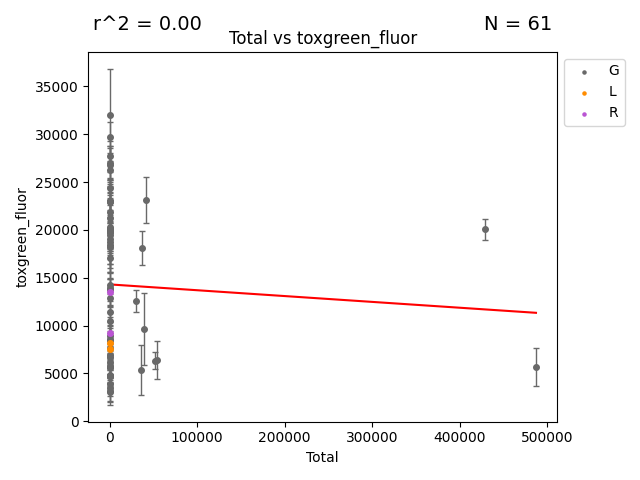 r^2 = 0.00
N = 61
Total vs toxgreen_fluor
G
L
R
35000
30000
25000
20000
15000
10000
5000
0
toxgreen_fluor
0
100000
200000
300000
400000
500000
Total